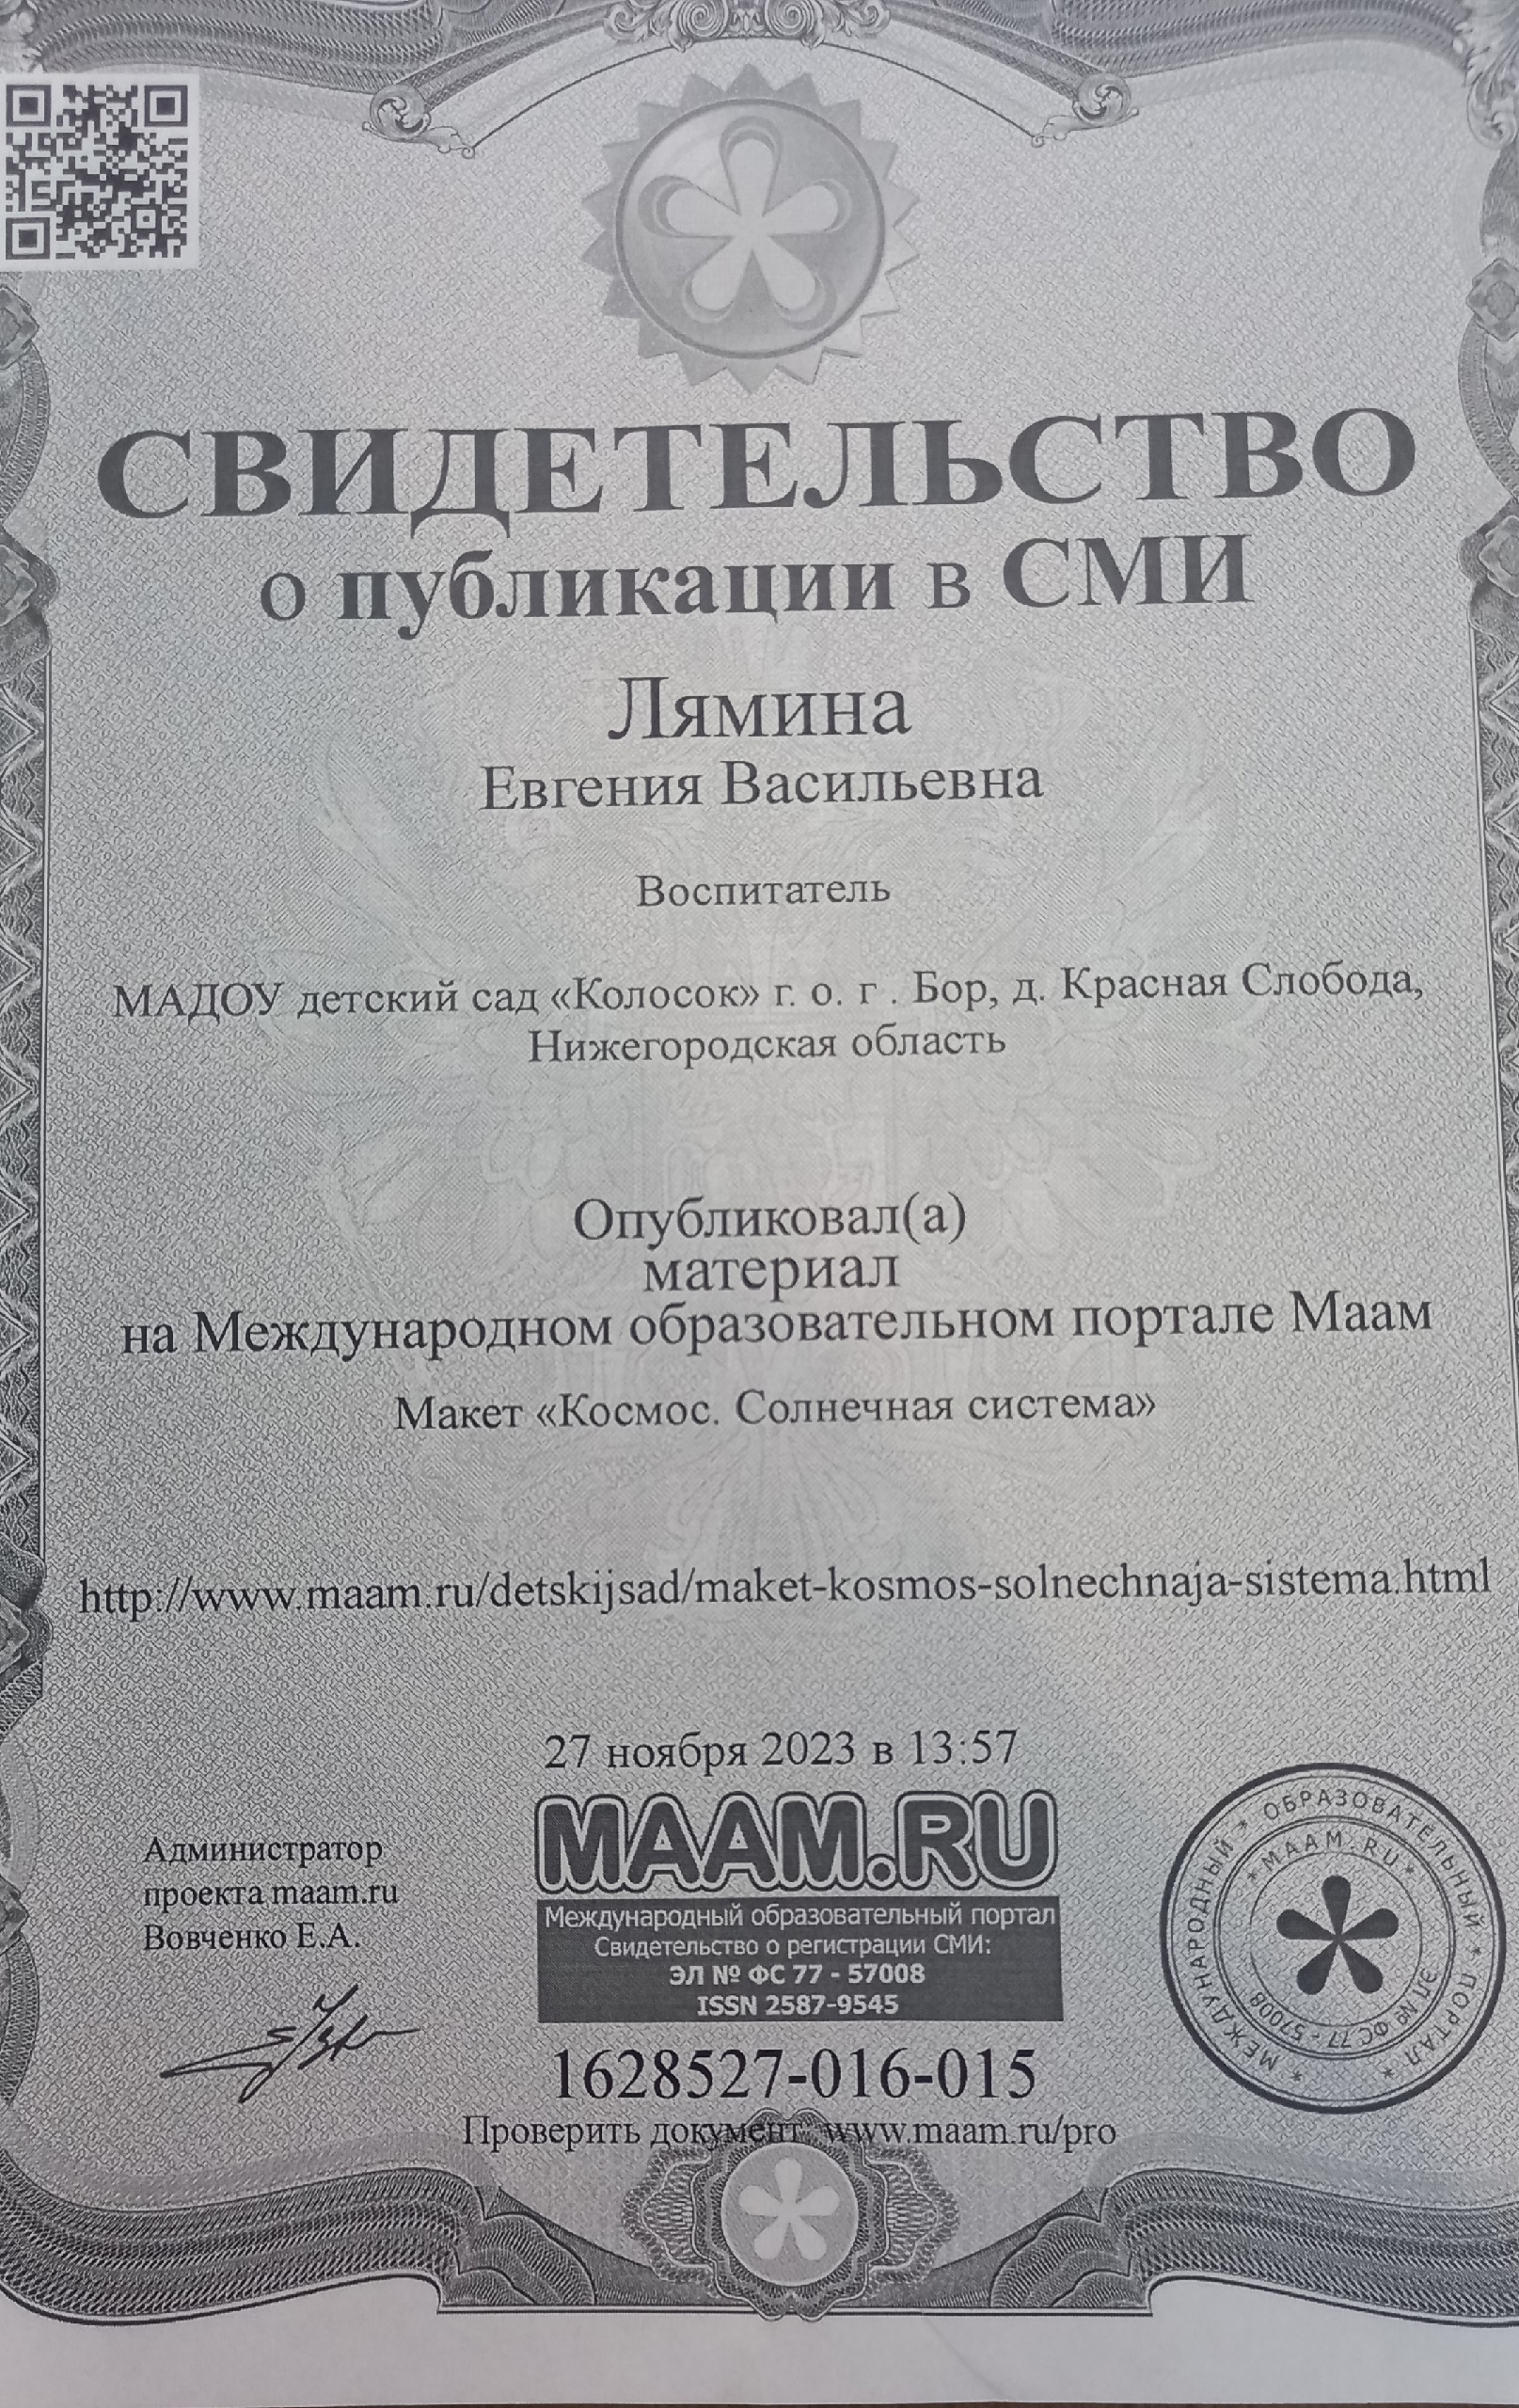 СВИДЕТЕЛЬСТВО
о публикации в СМИ
Лямина
Евгения Васильевна
Воспитатель
МАДОУ детский сад «Колосок» г. о. г . Бор, д. Красная Слобода,
Нижегородская область
Опубликовал(а)
материал
на Международном образовательном портале Маам
Макет «Космос. Солнечная система»
http://www.maam.ru/detskijsad/maket-kosmos-solnechnaja-sistema.html
27 ноября 2023 в 13:57
Администратор
проекта maam.ru
Вовченко Е.А.
MAAM.RU
Международный образовательный портал
Свидетельство о регистрации СМИ:
ЭЛ № ФС 77 - 57008
ISSN 2587-9545
1628527-016-015
Проверить документ: www.maam.ru/pro
* МЕЖДУНАРОДНЫЙ * ОБРАЗОВАТЕЛЬНЫЙ * ПОРТАЛ *
* MAAM.RU *
ЭЛ № ФС 77 - 57008